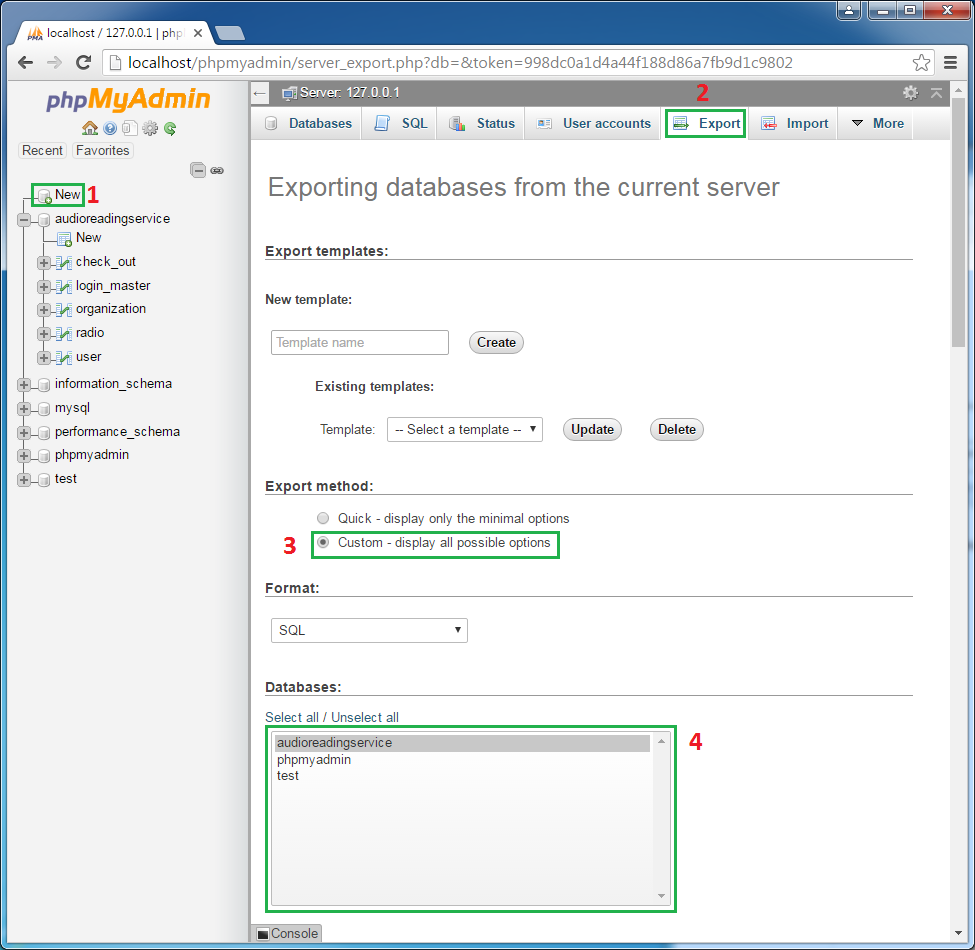 localhost / 127.0.0.1 | php
localhost/phpmyadmin/server_export.php?db=&token=998dc0a1d4a44f188d86a7fb9d1c9802
phpMyAdmin
Recent Favorites
New 1
audioreadingservice
New
check_out
login_master
organization
radio
user
information_schema
mysql
performance_schema
phpmyadmin
test
Server: 127.0.0.1
2
Databases SQL Status User accounts Export Import More
Exporting databases from the current server
Export templates:
New template:
Template name Create
Existing templates:
Template: -- Select a template -- Update Delete
Export method:
Quick - display only the minimal options
3 Custom - display all possible options
Format:
SQL
Databases:
Select all / Unselect all
4
audioreadingservice
phpmyadmin
test
Console